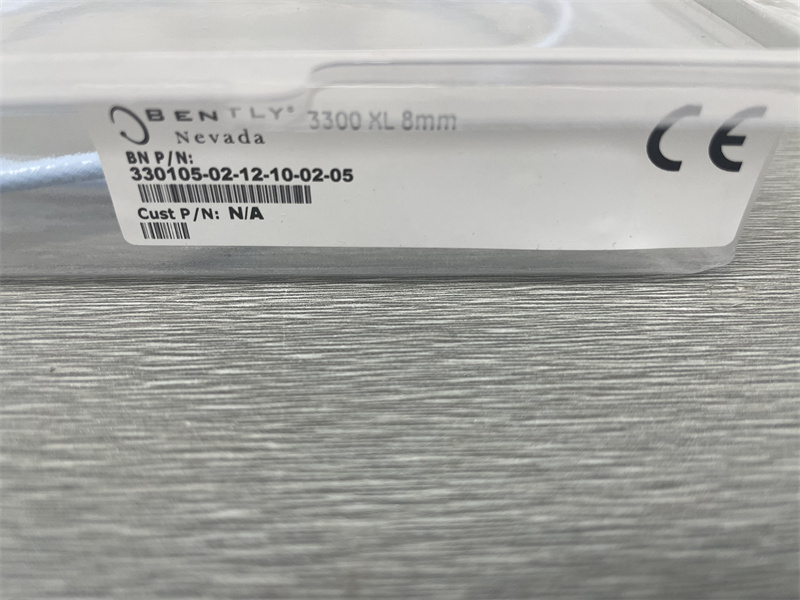 BENTLY® 3300 XL 8mm
Nevada
BN P/N:
330105-02-12-10-02-05
Cust P/N: N/A
CE